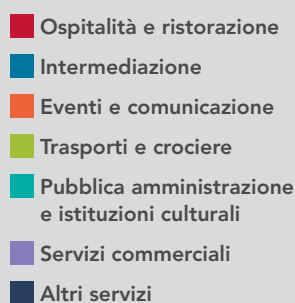 Ospitalità e ristorazione
Intermediazione
Eventi e comunicazione
Trasporti e crociere
Pubblica amministrazione
e istituzioni culturali
Servizi commerciali
Altri servizi